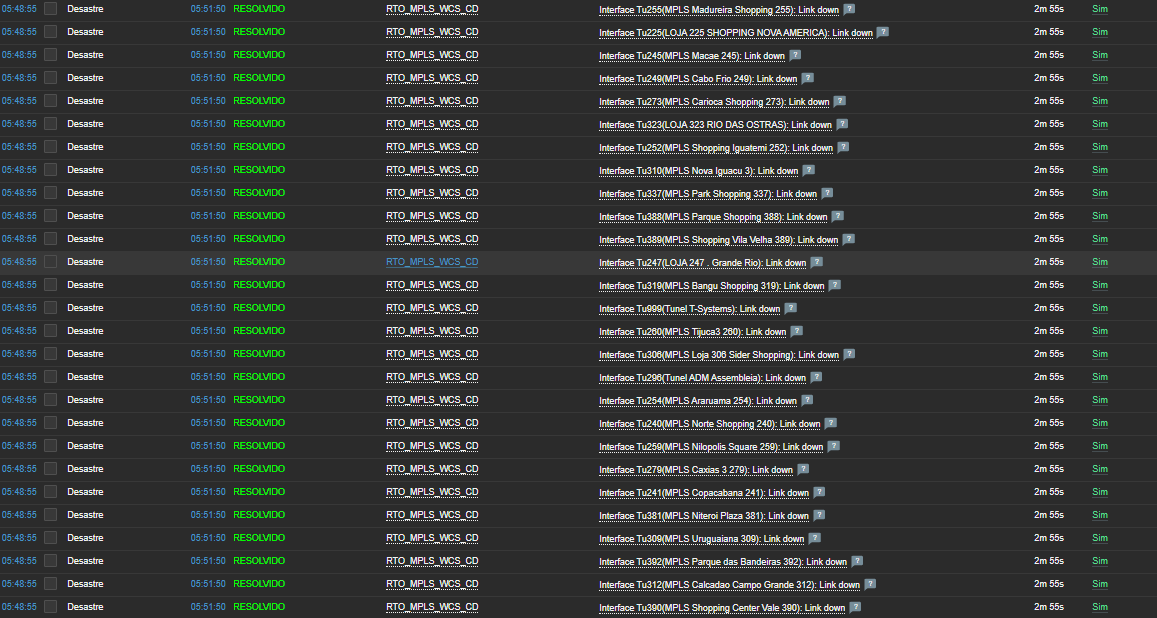 05:48:55 Desastre 05:51:50 RESOLVIDO RTO_MPLS_WCS_CD Interface Tu255(MPLS Madureira Shopping 255): Link down ? 2m 55s Sim
05:48:55 Desastre 05:51:50 RESOLVIDO RTO_MPLS_WCS_CD Interface Tu225(LOJA 225 SHOPPING NOVA AMERICA): Link down ? 2m 55s Sim
05:48:55 Desastre 05:51:50 RESOLVIDO RTO_MPLS_WCS_CD Interface Tu245(MPLS Macae 245): Link down ? 2m 55s Sim
05:48:55 Desastre 05:51:50 RESOLVIDO RTO_MPLS_WCS_CD Interface Tu249(MPLS Cabo Frio 249): Link down ? 2m 55s Sim
05:48:55 Desastre 05:51:50 RESOLVIDO RTO_MPLS_WCS_CD Interface Tu273(MPLS Carioca Shopping 273): Link down ? 2m 55s Sim
05:48:55 Desastre 05:51:50 RESOLVIDO RTO_MPLS_WCS_CD Interface Tu323(LOJA 323 RIO DAS OSTRAS): Link down ? 2m 55s Sim
05:48:55 Desastre 05:51:50 RESOLVIDO RTO_MPLS_WCS_CD Interface Tu252(MPLS Shopping Iguatemi 252): Link down ? 2m 55s Sim
05:48:55 Desastre 05:51:50 RESOLVIDO RTO_MPLS_WCS_CD Interface Tu310(MPLS Nova Iguacu 3): Link down ? 2m 55s Sim
05:48:55 Desastre 05:51:50 RESOLVIDO RTO_MPLS_WCS_CD Interface Tu337(MPLS Park Shopping 337): Link down ? 2m 55s Sim
05:48:55 Desastre 05:51:50 RESOLVIDO RTO_MPLS_WCS_CD Interface Tu388(MPLS Parque Shopping 388): Link down ? 2m 55s Sim
05:48:55 Desastre 05:51:50 RESOLVIDO RTO_MPLS_WCS_CD Interface Tu389(MPLS Shopping Vila Velha 389): Link down ? 2m 55s Sim
05:48:55 Desastre 05:51:50 RESOLVIDO RTO_MPLS_WCS_CD Interface Tu247(LOJA 247 . Grande Rio): Link down ? 2m 55s Sim
05:48:55 Desastre 05:51:50 RESOLVIDO RTO_MPLS_WCS_CD Interface Tu319(MPLS Bangu Shopping 319): Link down ? 2m 55s Sim
05:48:55 Desastre 05:51:50 RESOLVIDO RTO_MPLS_WCS_CD Interface Tu999(Tunel T-Systems): Link down ? 2m 55s Sim
05:48:55 Desastre 05:51:50 RESOLVIDO RTO_MPLS_WCS_CD Interface Tu260(MPLS Tijuca3 260): Link down ? 2m 55s Sim
05:48:55 Desastre 05:51:50 RESOLVIDO RTO_MPLS_WCS_CD Interface Tu306(MPLS Loja 306 Sider Shopping): Link down ? 2m 55s Sim
05:48:55 Desastre 05:51:50 RESOLVIDO RTO_MPLS_WCS_CD Interface Tu296(Tunel ADM Assembleia): Link down ? 2m 55s Sim
05:48:55 Desastre 05:51:50 RESOLVIDO RTO_MPLS_WCS_CD Interface Tu254(MPLS Araruama 254): Link down ? 2m 55s Sim
05:48:55 Desastre 05:51:50 RESOLVIDO RTO_MPLS_WCS_CD Interface Tu240(MPLS Norte Shopping 240): Link down ? 2m 55s Sim
05:48:55 Desastre 05:51:50 RESOLVIDO RTO_MPLS_WCS_CD Interface Tu259(MPLS Nilopolis Square 259): Link down ? 2m 55s Sim
05:48:55 Desastre 05:51:50 RESOLVIDO RTO_MPLS_WCS_CD Interface Tu279(MPLS Caxias 3 279): Link down ? 2m 55s Sim
05:48:55 Desastre 05:51:50 RESOLVIDO RTO_MPLS_WCS_CD Interface Tu241(MPLS Copacabana 241): Link down ? 2m 55s Sim
05:48:55 Desastre 05:51:50 RESOLVIDO RTO_MPLS_WCS_CD Interface Tu381(MPLS Niteroi Plaza 381): Link down ? 2m 55s Sim
05:48:55 Desastre 05:51:50 RESOLVIDO RTO_MPLS_WCS_CD Interface Tu309(MPLS Uruguaiana 309): Link down ? 2m 55s Sim
05:48:55 Desastre 05:51:50 RESOLVIDO RTO_MPLS_WCS_CD Interface Tu392(MPLS Parque das Bandeiras 392): Link down ? 2m 55s Sim
05:48:55 Desastre 05:51:50 RESOLVIDO RTO_MPLS_WCS_CD Interface Tu312(MPLS Calcadao Campo Grande 312): Link down ? 2m 55s Sim
05:48:55 Desastre 05:51:50 RESOLVIDO RTO_MPLS_WCS_CD Interface Tu390(MPLS Shopping Center Vale 390): Link down ? 2m 55s Sim